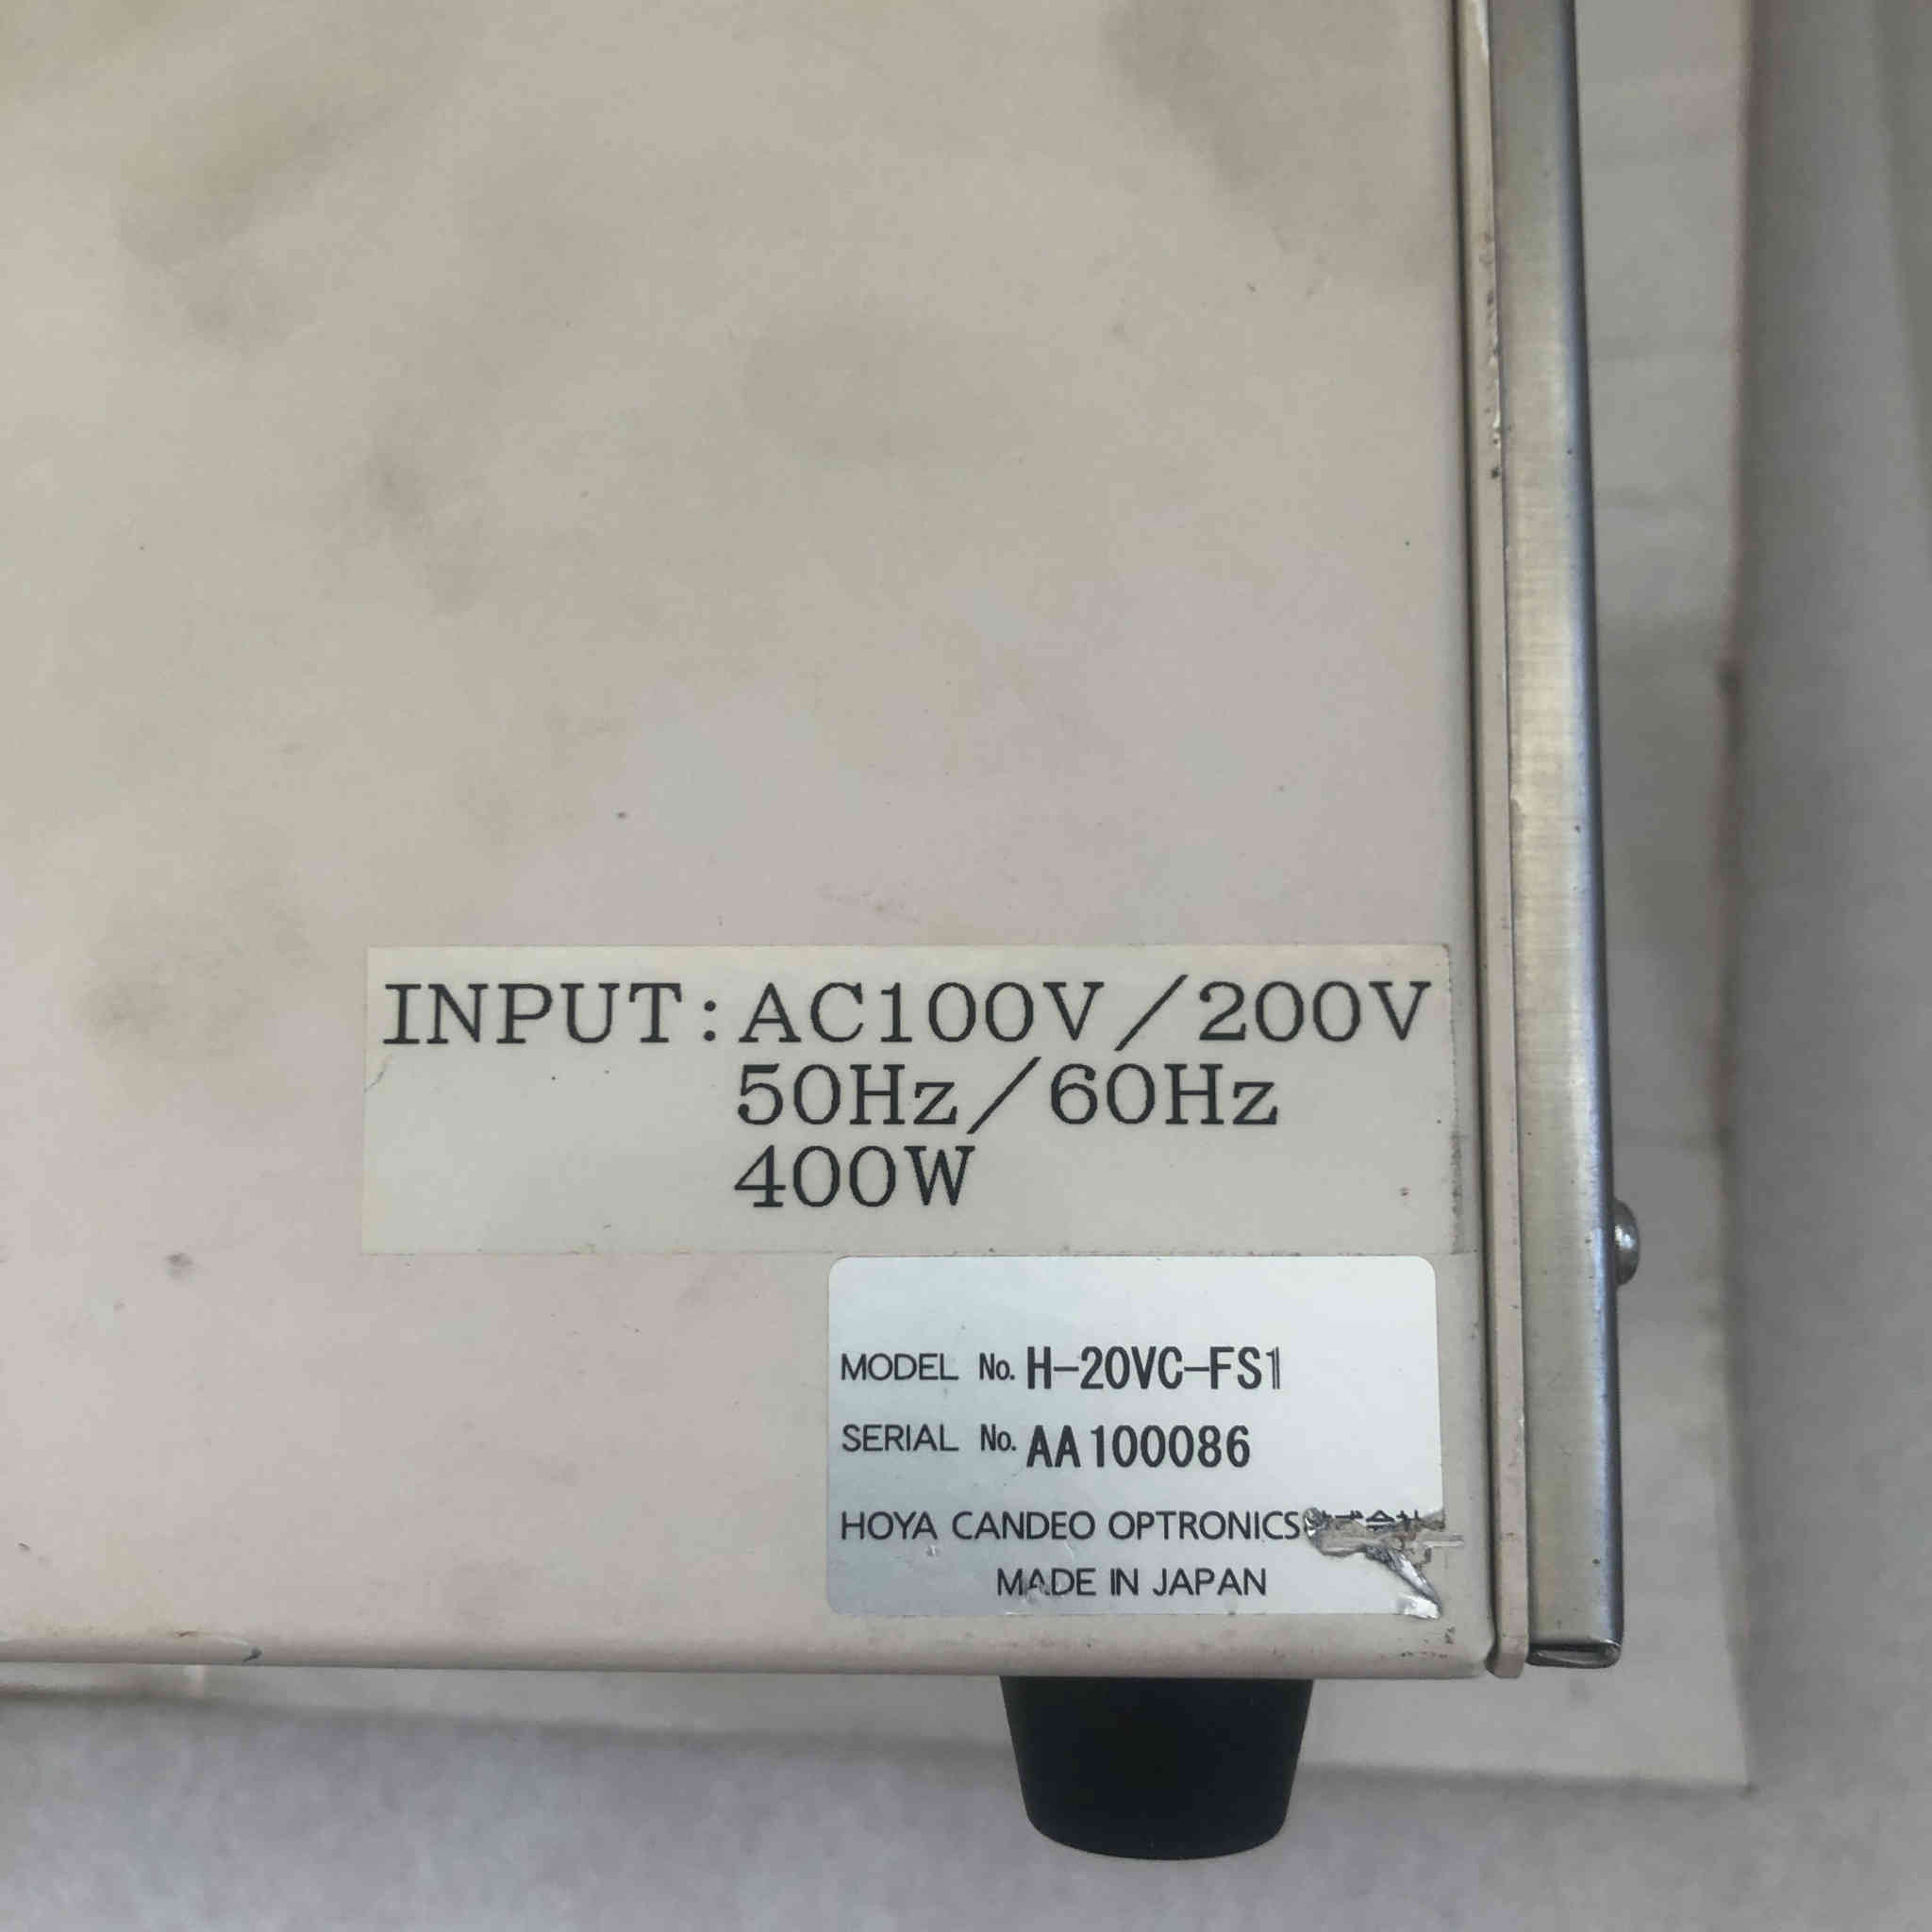 INPUT:AC100V/200V
50Hz/60Hz
400W
MODEL No. H-20VC-FS1
SERIAL No. AA100086
HOYA CANDEO OPTRONICS
MADE IN JAPAN